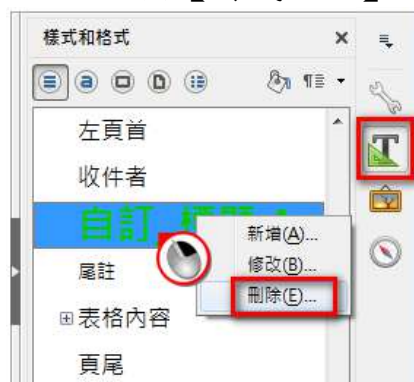 樣式和格式
左頁首
收件者
自訂 標題 1
新增(A)...
尾註
修改(B)...
刪除(E)...
表格內容
頁尾